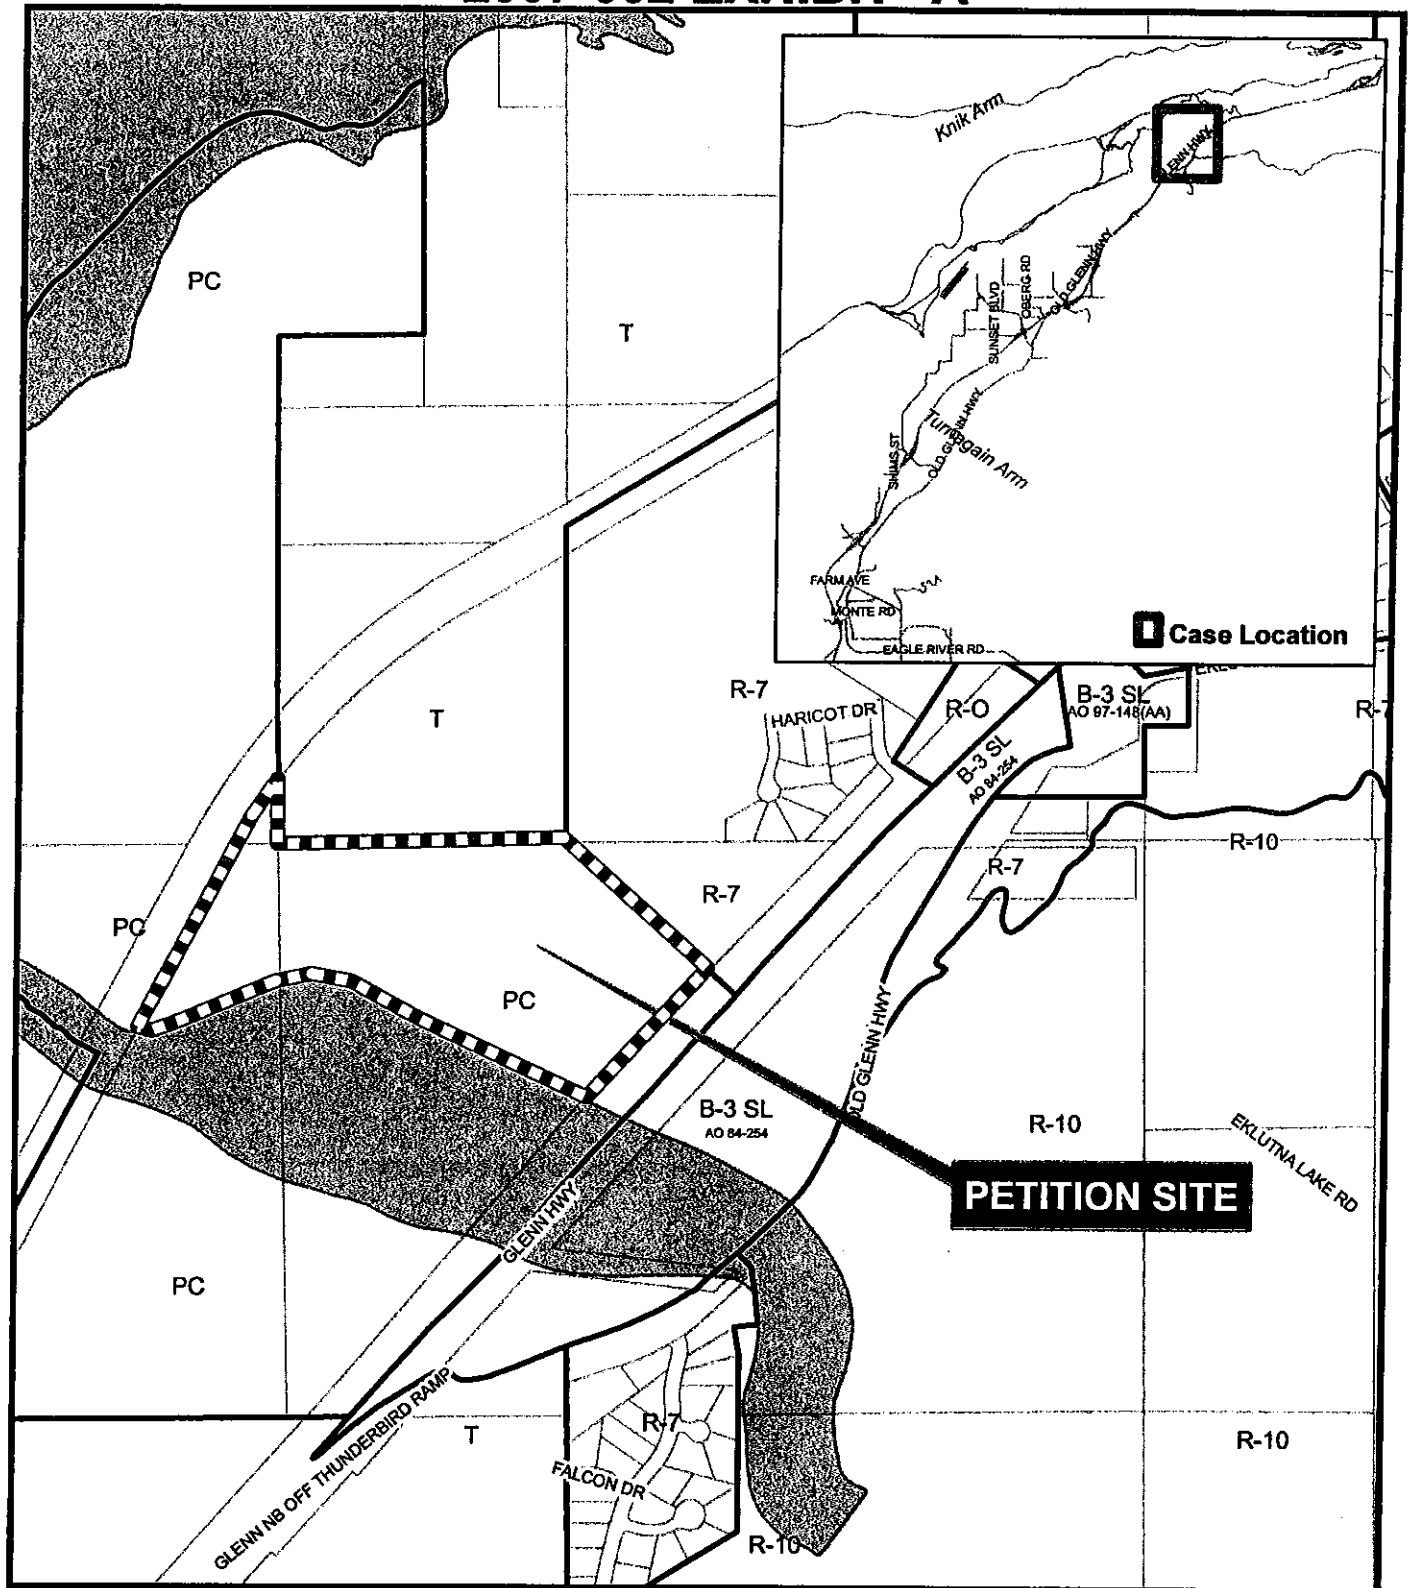 Knik Arm
GLENN HWY
OLD GLENN HWY
OBERG RD
SUNSET BLVD
PC
T
OLD GLENN HWY
Turnagain Arm
FARM AVE
MONTE RD
EAGLE RIVER RD
Case Location
R-7
HARICOT DR
R-O
B-3 SL
AO 97-148(AA)
R-7
T
B-3 SL
AO 84-254
R-10
R-7
R-7
PC
PC
OLD GLENN HWY
B-3 SL
AO 84-254
R-10
EKLUTNA LAKE RD
PETITION SITE
GLENN HWY
PC
GLENN NB OFF THUNDERBIRD RAMP
T
R-7
R-10
FALCON DR
R-10